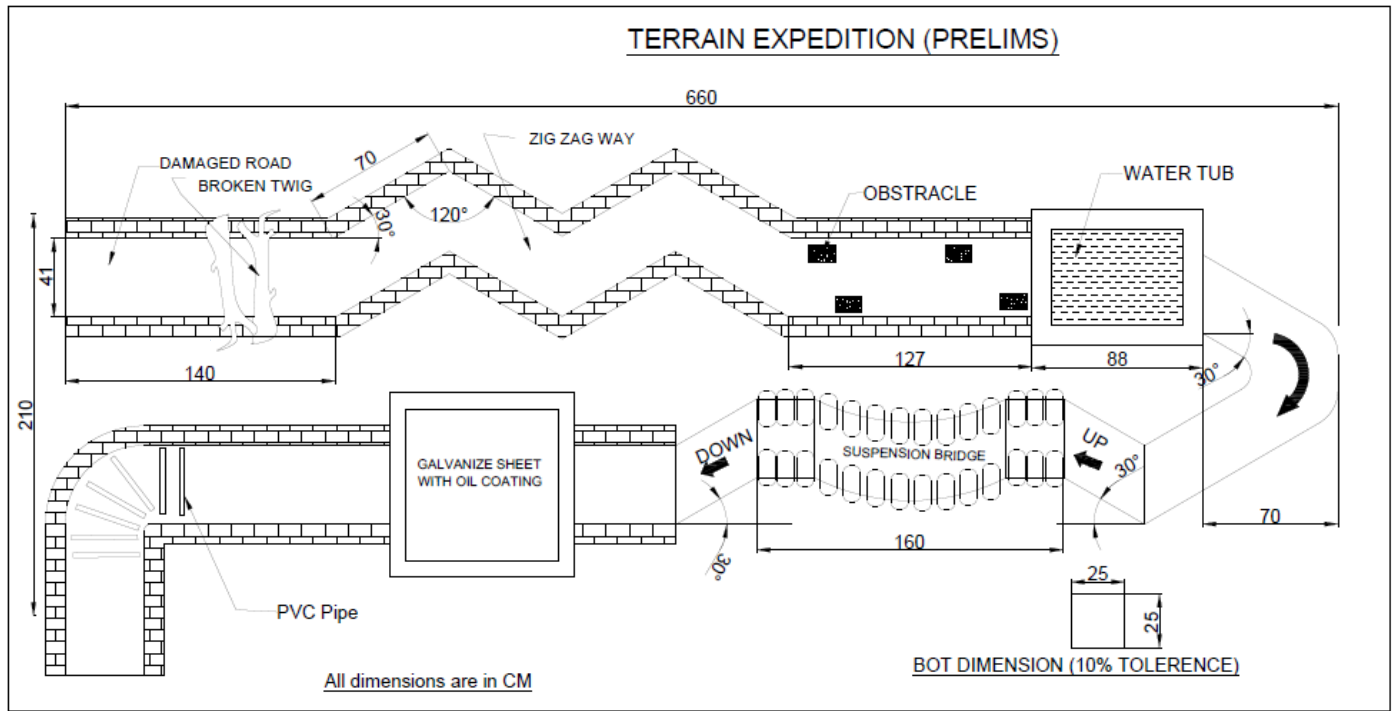 TERRAIN EXPEDITION (PRELIMS)
660
70
ZIG ZAG WAY
DAMAGED ROAD
BROKEN TWIG
OBSTRACLE
WATER TUB
120°
30°
41
140
127
88
30°
210
DOWN
UP
SUSPENSION BRIDGE
GALVANIZE SHEET
WITH OIL COATING
30°
30°
70
160
PVC Pipe
25
25
BOT DIMENSION (10% TOLERENCE)
All dimensions are in CM